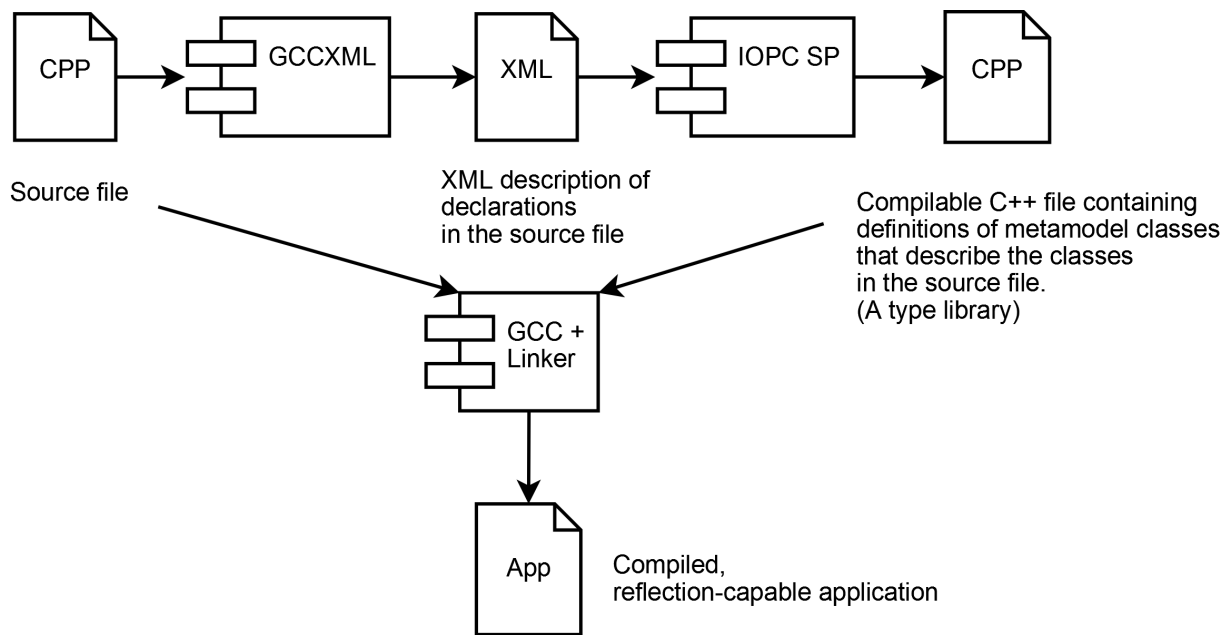 CPP
GCCXML
XML
IOPC SP
CPP
Source file
XML description of
declarations
in the source file
Compilable C++ file containing
definitions of metamodel classes
that describe the classes
in the source file.
(A type library)
GCC +
Linker
App
Compiled,
reflection-capable application